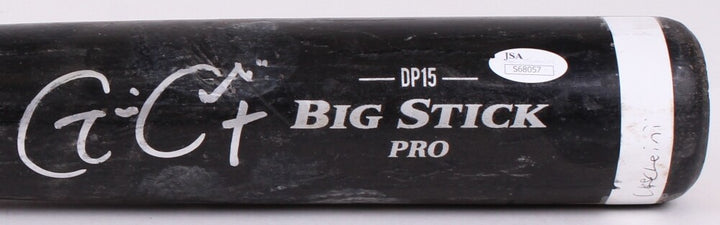 JSA
S68057
DP15
BIG STICK
PRO